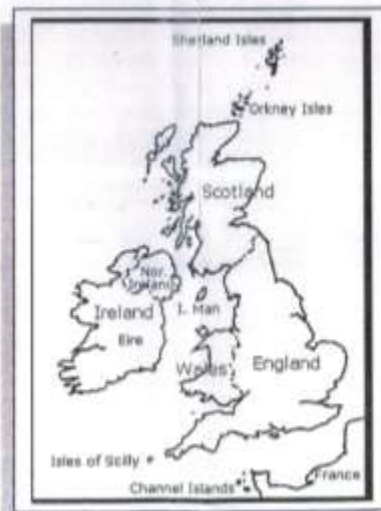 Shetland Isles
Orkney Isles
Scotland
Nor.
Ireland
Ireland
I. Man
Eire
Wales
England
Isles of Scilly
Channel Islands
France